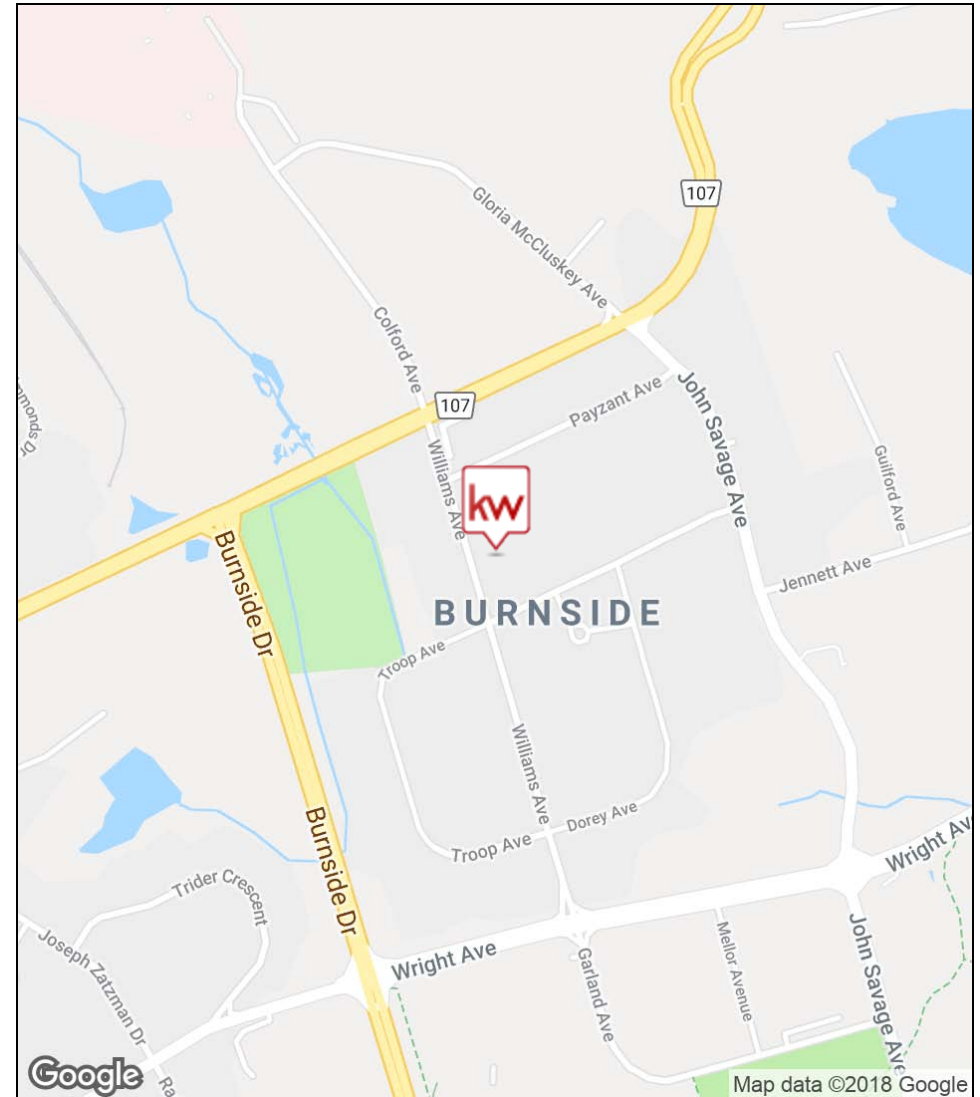 107
Gloria McCluskey Ave
Colford Ave
107
Payzant Ave
John Savage Ave
Williams Ave
kw
Guilford Ave
Burnside Dr
Jennett Ave
BURNSIDE
Troop Ave
Williams Ave
Burnside Dr
Dorey Ave
Troop Ave
Wright Av
Trider Crescent
Joseph Zatzman Dr
Wright Ave
Garland Ave
Mellor Avenue
John Savage Ave
Ra
Google
Map data ©2018 Google